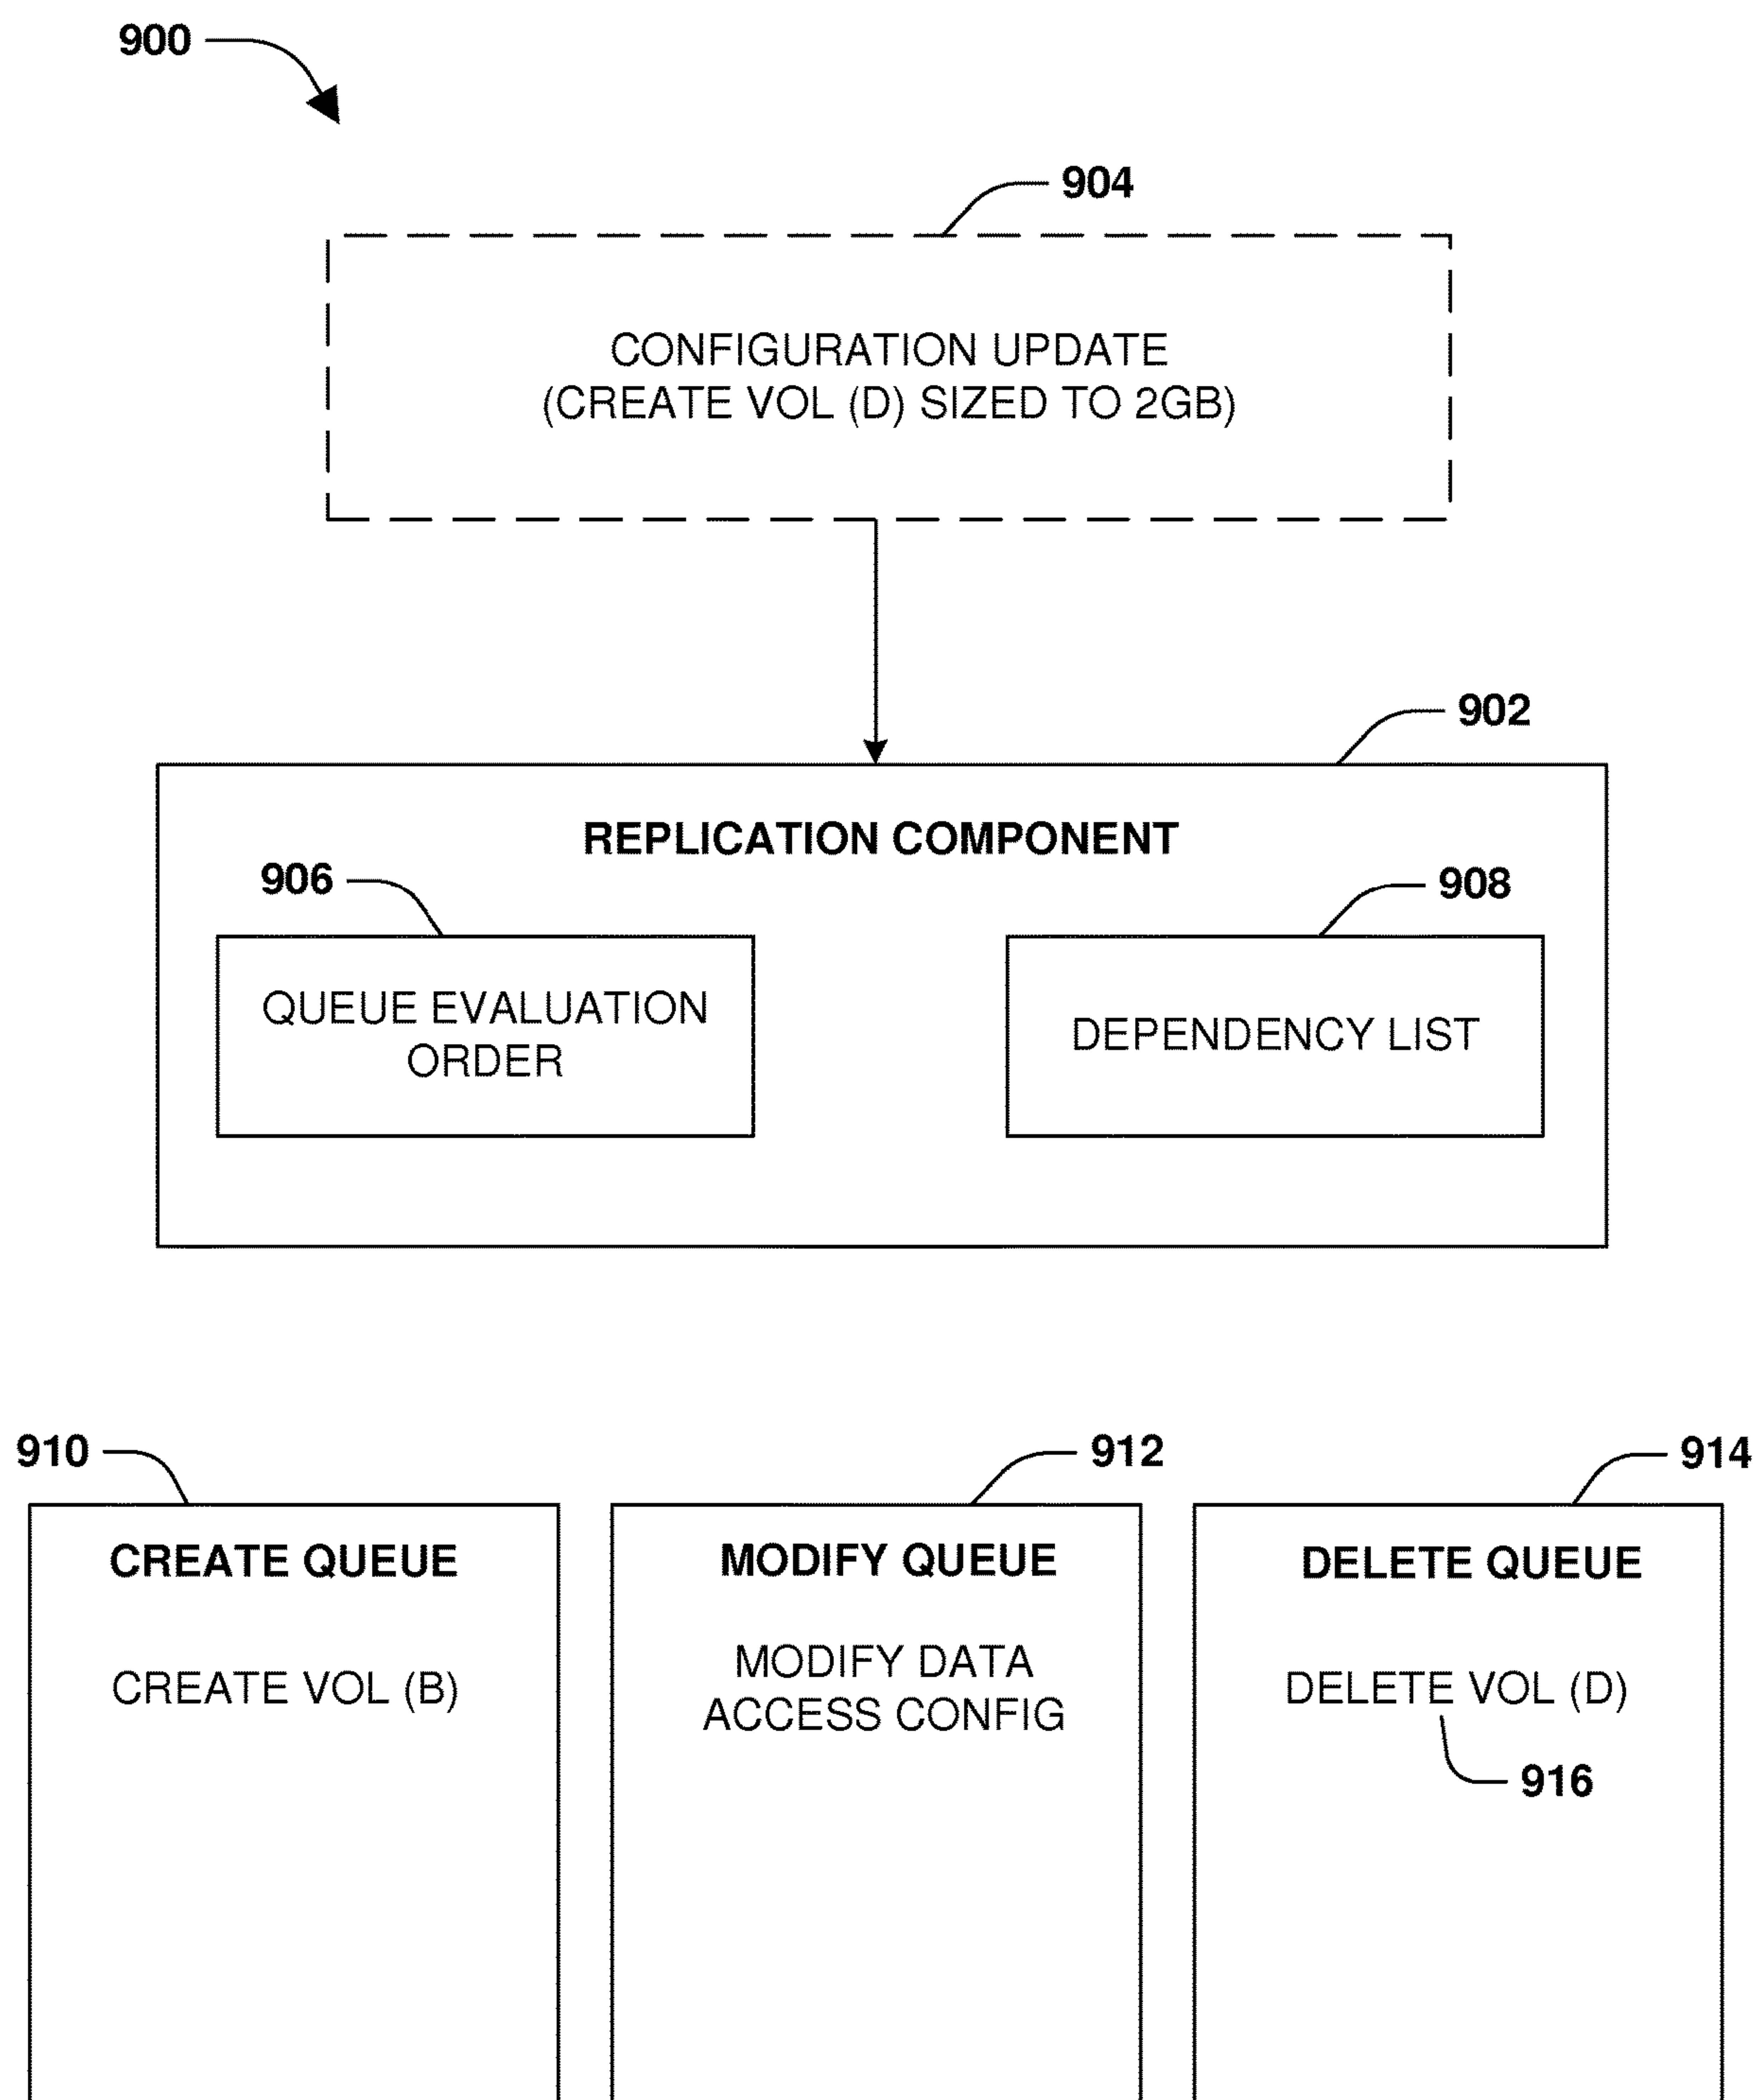 900
904
CONFIGURATION UPDATE
(CREATE VOL (D) SIZED TO 2GB)
902
REPLICATION COMPONENT
906
908
QUEUE EVALUATION
ORDER
DEPENDENCY LIST
910
912
914
CREATE QUEUE
CREATE VOL (B)
MODIFY QUEUE
MODIFY DATA
ACCESS CONFIG
DELETE QUEUE
DELETE VOL (D)
916